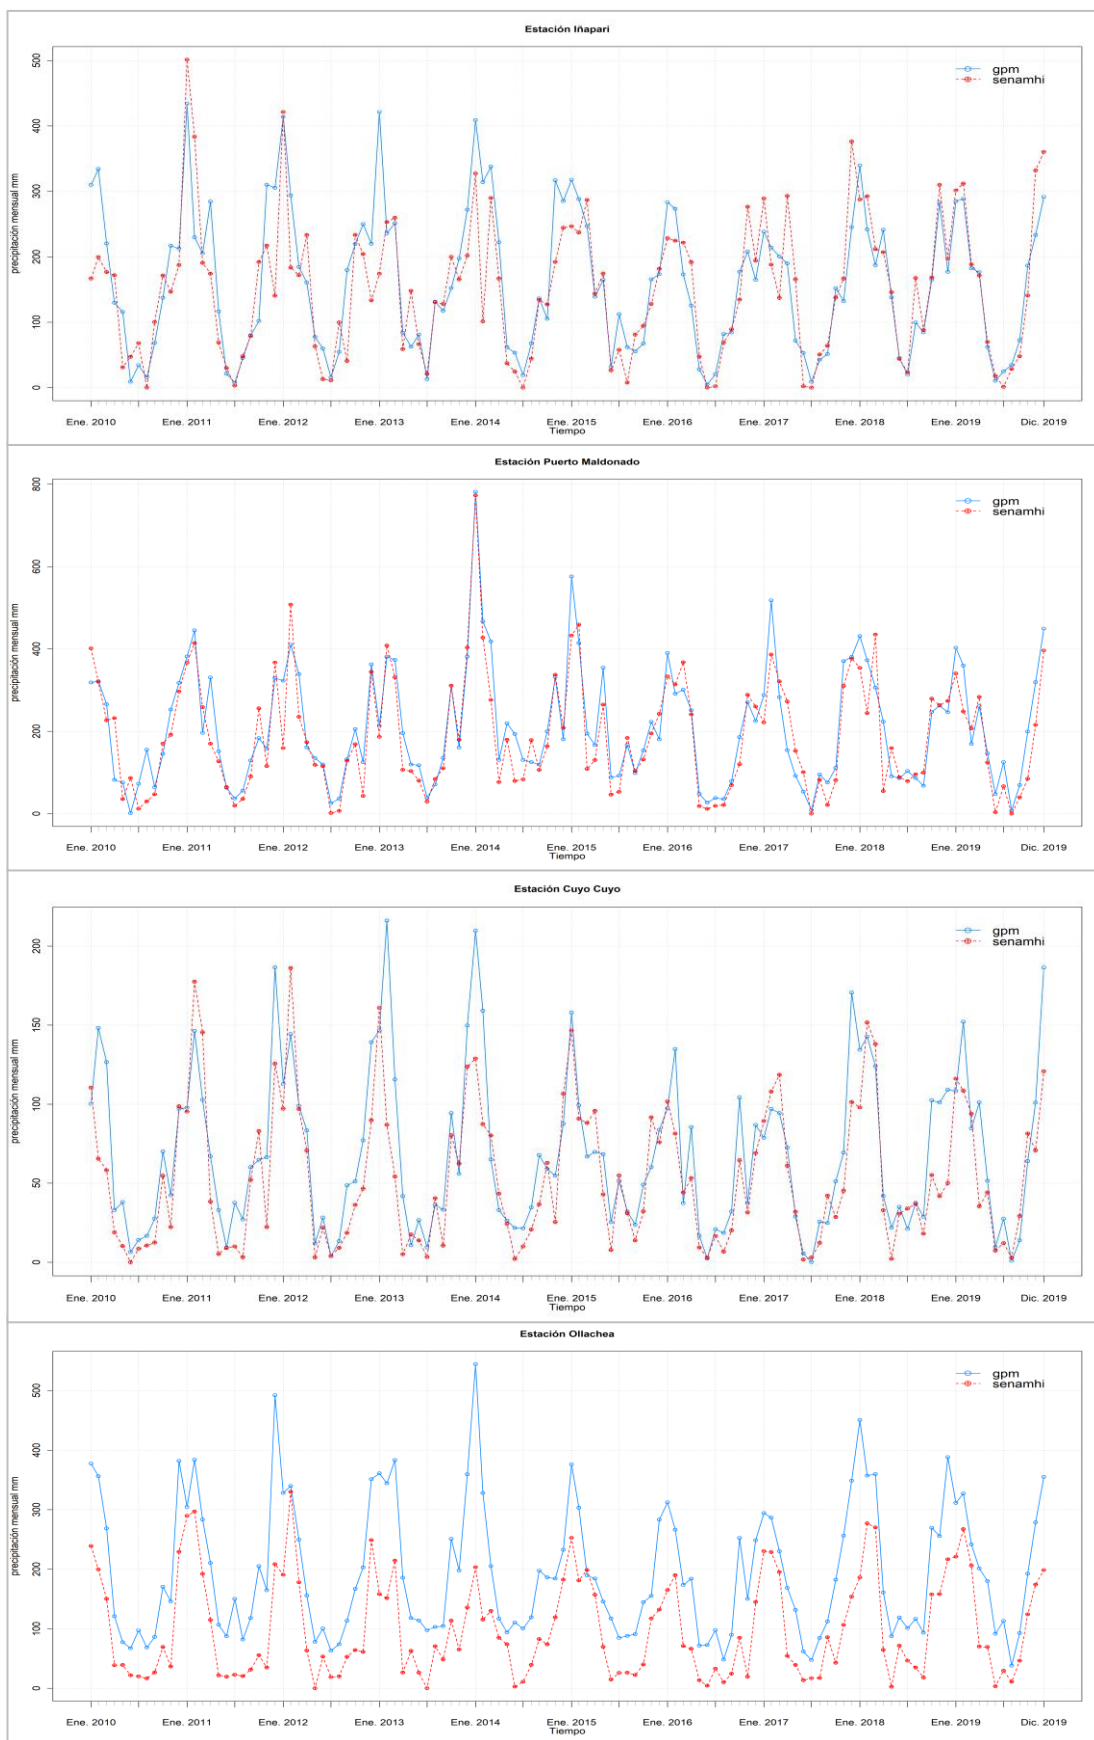 Estación Iñapari
gpm
senamhi
precipitación mensual mm
500
400
300
200
100
0
Ene. 2010 Ene. 2011 Ene. 2012 Ene. 2013 Ene. 2014 Ene. 2015 Ene. 2016 Ene. 2017 Ene. 2018 Ene. 2019 Dic. 2019
Tiempo
Estación Puerto Maldonado
gpm
senamhi
precipitación mensual mm
800
600
400
200
0
Ene. 2010 Ene. 2011 Ene. 2012 Ene. 2013 Ene. 2014 Ene. 2015 Ene. 2016 Ene. 2017 Ene. 2018 Ene. 2019 Dic. 2019
Tiempo
Estación Cuyo Cuyo
gpm
senamhi
precipitación mensual mm
200
150
100
50
0
Ene. 2010 Ene. 2011 Ene. 2012 Ene. 2013 Ene. 2014 Ene. 2015 Ene. 2016 Ene. 2017 Ene. 2018 Ene. 2019 Dic. 2019
Tiempo
Estación Ollachea
gpm
senamhi
precipitación mensual mm
500
400
300
200
100
0
Ene. 2010 Ene. 2011 Ene. 2012 Ene. 2013 Ene. 2014 Ene. 2015 Ene. 2016 Ene. 2017 Ene. 2018 Ene. 2019 Dic. 2019
Tiempo